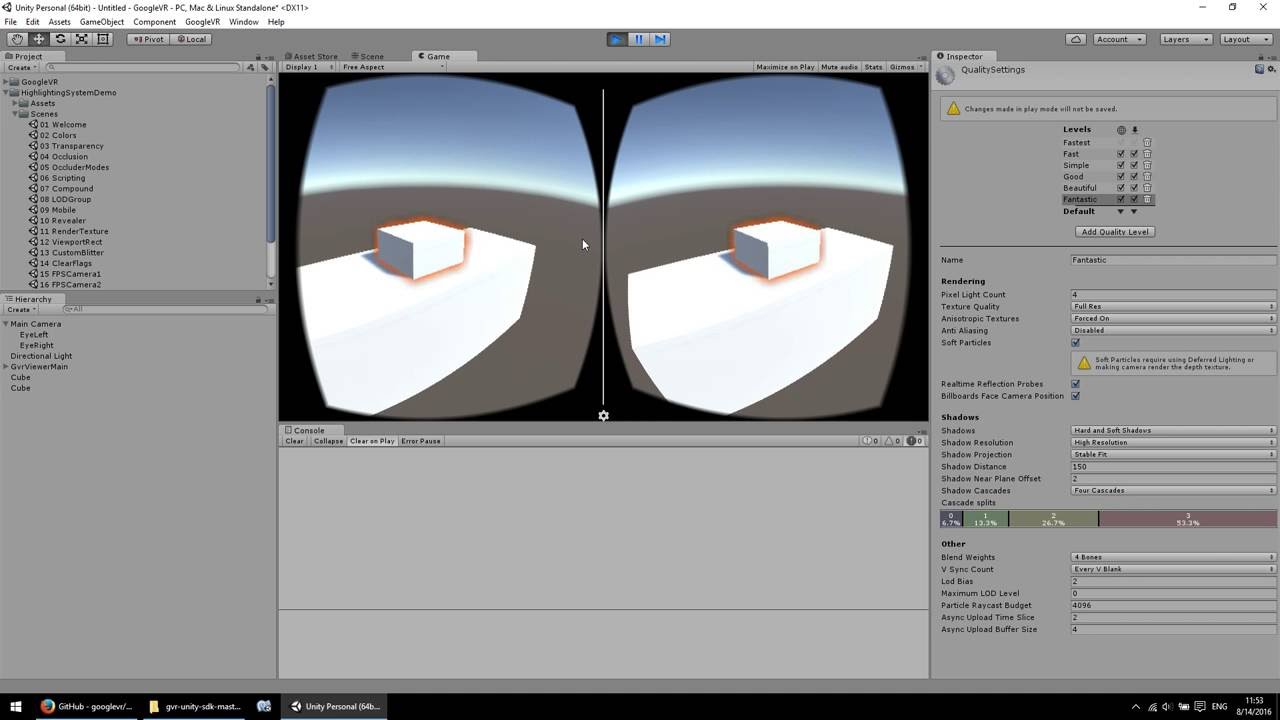 Unity Personal (64bit) - Untitled - GoogleVR - PC, Mac & Linux Standalone* <DX11>
File Edit Assets GameObject Component GoogleVR Window Help
Pivot Local Account Layers Layout
Project
Create
GoogleVR
HighlightingSystemDemo
Assets
Scenes
01 Welcome
02 Colors
03 Transparency
04 Occlusion
05 OccluderModes
06 Scripting
07 Compound
08 LODGroup
09 Mobile
10 Revealer
11 RenderTexture
12 ViewportRect
13 CustomBlitter
14 ClearFlags
15 FPSCamera1
16 FPSCamera2
Hierarchy
Create All
Main Camera
EyeLeft
EyeRight
Directional Light
GvrViewerMain
Cube
Cube
Asset Store Scene Game
Display 1 Free Aspect Maximize on Play Mute audio Stats Gizmos
Console
Clear Collapse Clear on Play Error Pause 0 0 0
Inspector
QualitySettings
Changes made in play mode will not be saved.
Levels
Fastest
Fast
Simple
Good
Beautiful
Fantastic
Default
Add Quality Level
Name Fantastic
Rendering
Pixel Light Count 4
Texture Quality Full Res
Anisotropic Textures Forced On
Anti Aliasing Disabled
Soft Particles
Soft Particles require using Deferred Lighting or
making camera render the depth texture.
Realtime Reflection Probes
Billboards Face Camera Position
Shadows
Shadows Hard and Soft Shadows
Shadow Resolution High Resolution
Shadow Projection Stable Fit
Shadow Distance 150
Shadow Near Plane Offset 2
Shadow Cascades Four Cascades
Cascade splits
0 1 2 3
6.7% 13.3% 26.7% 53.3%
Other
Blend Weights 4 Bones
V Sync Count Every V Blank
Lod Bias 2
Maximum LOD Level 0
Particle Raycast Budget 4096
Async Upload Time Slice 2
Async Upload Buffer Size 4
GitHub - googlevr/... gvr-unity-sdk-mast... Unity Personal (64b... ENG
11:53
8/14/2016